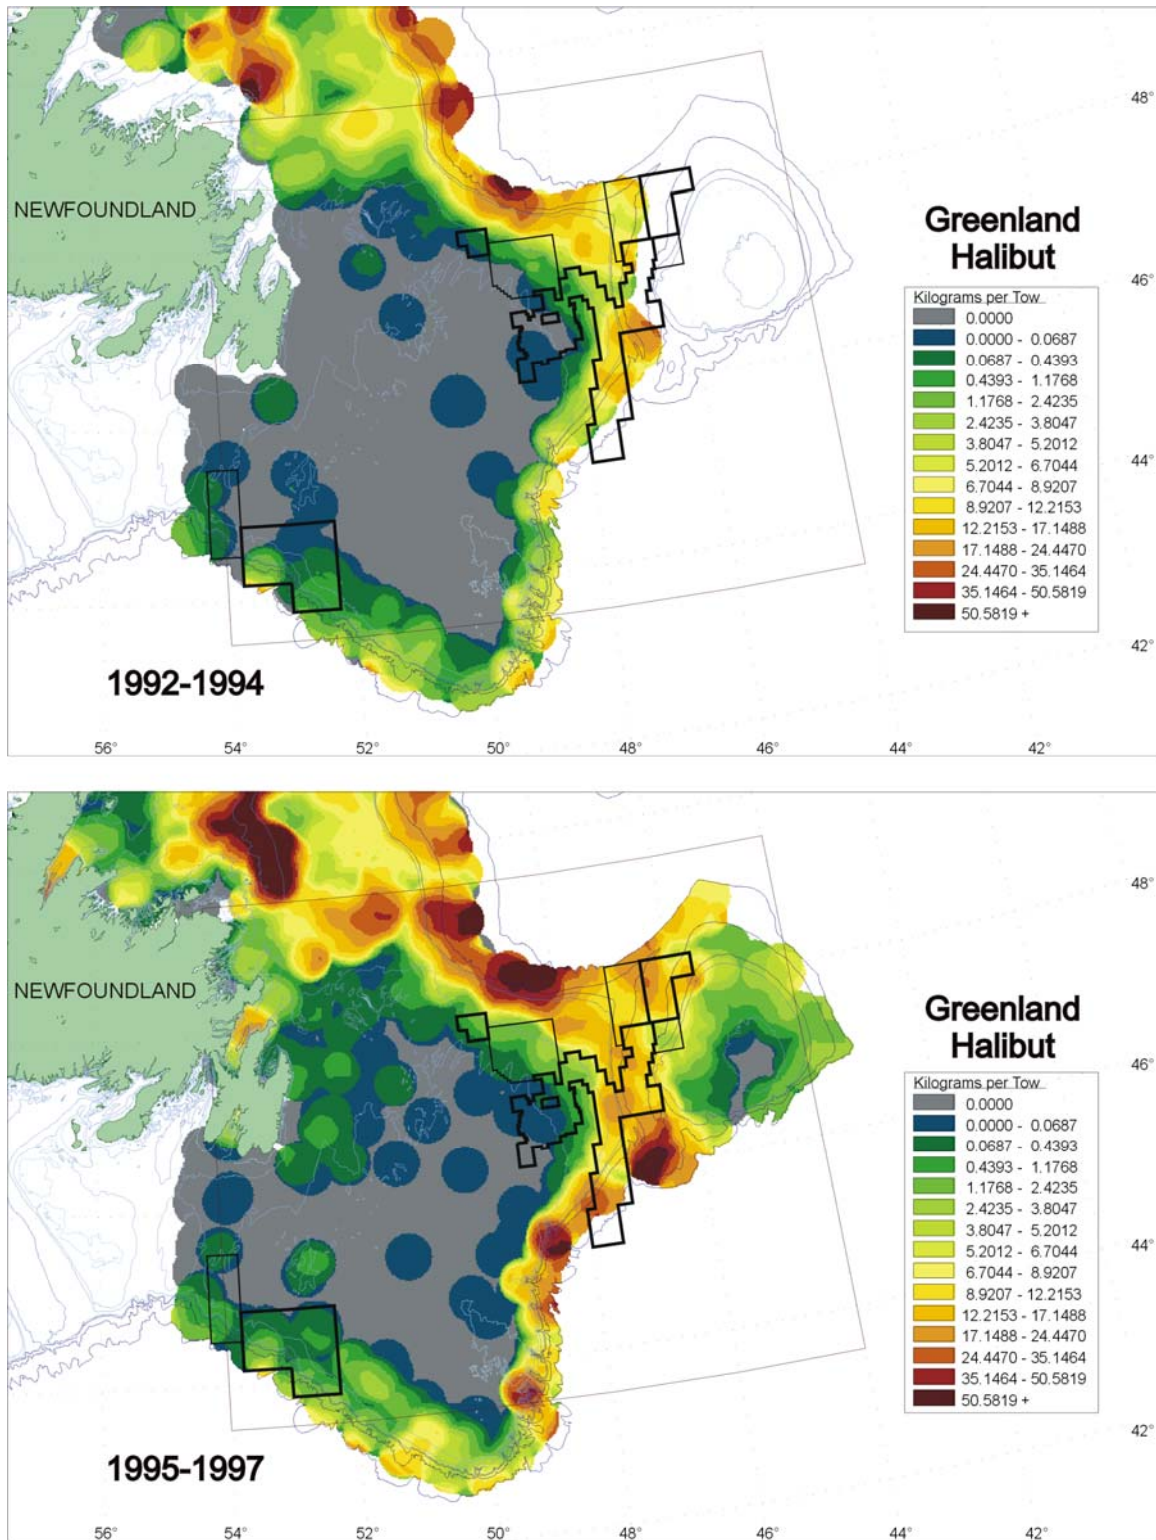 48°
NEWFOUNDLAND
Greenland
Halibut
Kilograms per Tow
0.0000
0.0000 - 0.0687
0.0687 - 0.4393
0.4393 - 1.1768
1.1768 - 2.4235
2.4235 - 3.8047
3.8047 - 5.2012
5.2012 - 6.7044
6.7044 - 8.9207
8.9207 - 12.2153
12.2153 - 17.1488
17.1488 - 24.4470
24.4470 - 35.1464
35.1464 - 50.5819
50.5819 +
46°
44°
42°
1992-1994
56° 54° 52° 50° 48° 46° 44° 42°
48°
NEWFOUNDLAND
Greenland
Halibut
Kilograms per Tow
0.0000
0.0000 - 0.0687
0.0687 - 0.4393
0.4393 - 1.1768
1.1768 - 2.4235
2.4235 - 3.8047
3.8047 - 5.2012
5.2012 - 6.7044
6.7044 - 8.9207
8.9207 - 12.2153
12.2153 - 17.1488
17.1488 - 24.4470
24.4470 - 35.1464
35.1464 - 50.5819
50.5819 +
46°
44°
42°
1995-1997
56° 54° 52° 50° 48° 46° 44° 42°